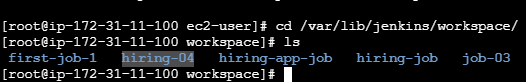 [root@ip-172-31-11-100 ec2-user]# cd /var/lib/jenkins/workspace/
[root@ip-172-31-11-100 workspace]# ls
first-job-1  hiring-04  hiring-app-job  hiring-job  job-03
[root@ip-172-31-11-100 workspace]#